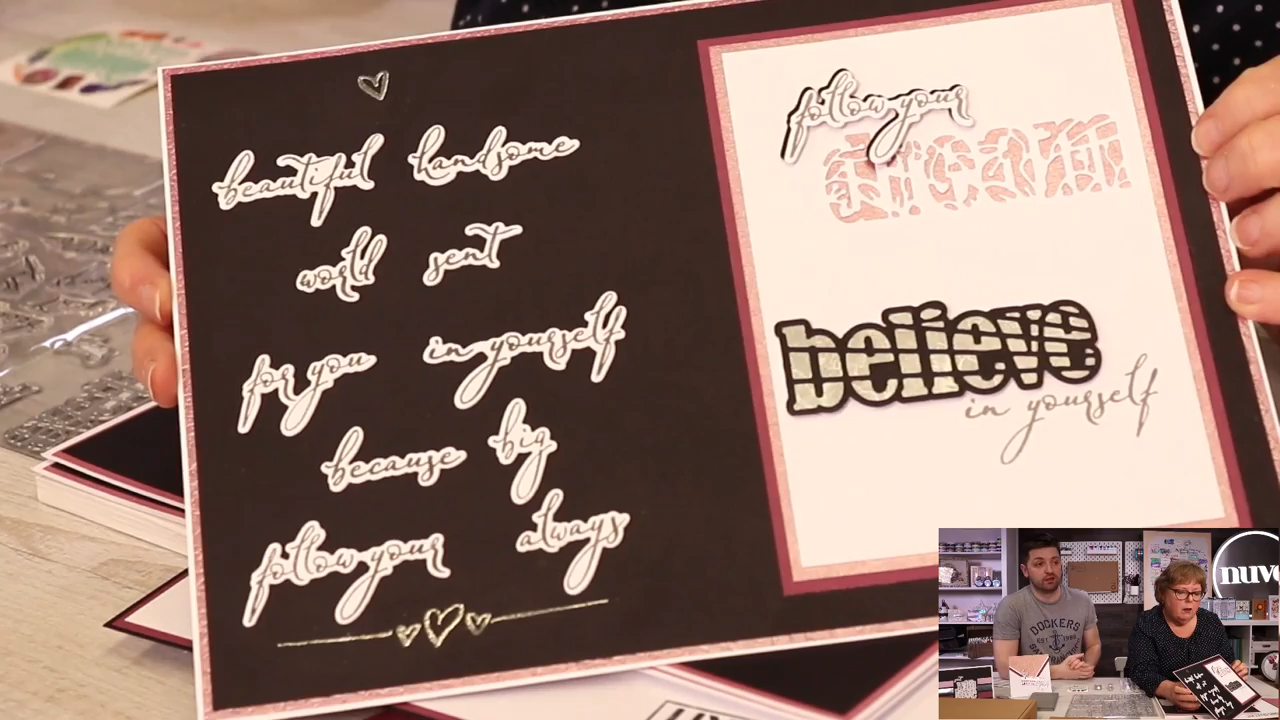 beautiful handsome
world sent
for you in yourself
because big
follow your always
follow your
dream
believe
in yourself
DOCKERS
nuvo